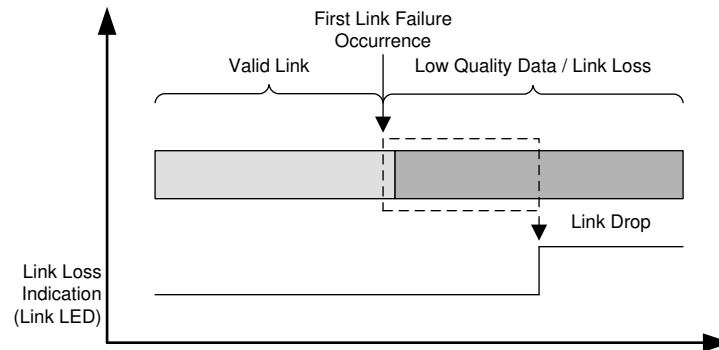 First Link Failure
Occurrence
Valid Link
Low Quality Data / Link Loss
Link Drop
Link Loss
Indication
(Link LED)